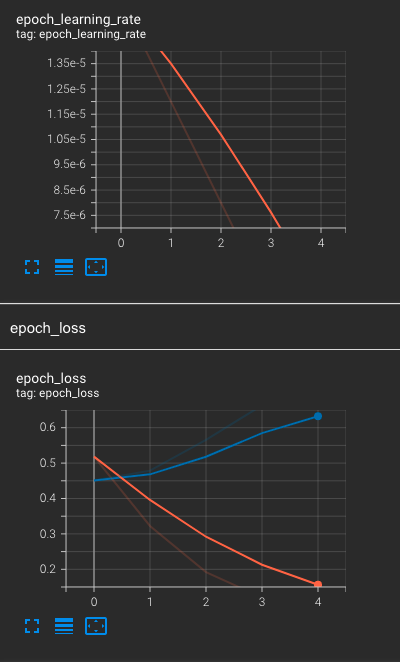 epoch_learning_rate
tag: epoch_learning_rate
1.35e-5
1.25e-5
1.15e-5
1.05e-5
9.5e-6
8.5e-6
7.5e-6
0 1 2 3 4
epoch_loss
epoch_loss
tag: epoch_loss
0.6
0.5
0.4
0.3
0.2
0 1 2 3 4